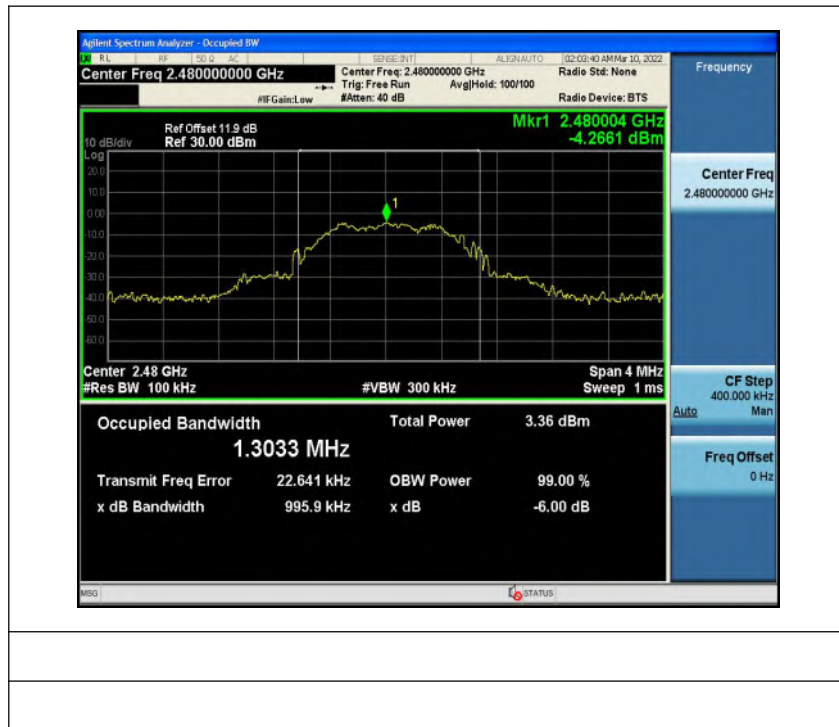 Agilent Spectrum Analyzer - Occupied BW
RL RF 50 Ω AC SENSE:INT ALIGNAUTO 02:03:40 AM Mar 10, 2022
Center Freq 2.480000000 GHz
Center Freq: 2.480000000 GHz
Radio Std: None
Trig: Free Run Avg|Hold: 100/100
#IFGain:Low #Atten: 40 dB Radio Device: BTS
Mkr1 2.480004 GHz
-4.2661 dBm
Ref Offset 11.9 dB
10 dB/div Ref 30.00 dBm
Log
20.0
10.0
0.00
1
-10.0
-20.0
-30.0
-40.0
-50.0
-60.0
Center 2.48 GHz Span 4 MHz
#Res BW 100 kHz #VBW 300 kHz Sweep 1 ms
Occupied Bandwidth Total Power 3.36 dBm
1.3033 MHz
Transmit Freq Error 22.641 kHz OBW Power 99.00 %
x dB Bandwidth 995.9 kHz x dB -6.00 dB
MSG STATUS
Frequency
Center Freq
2.480000000 GHz
CF Step
400.000 kHz
Auto Man
Freq Offset
0 Hz